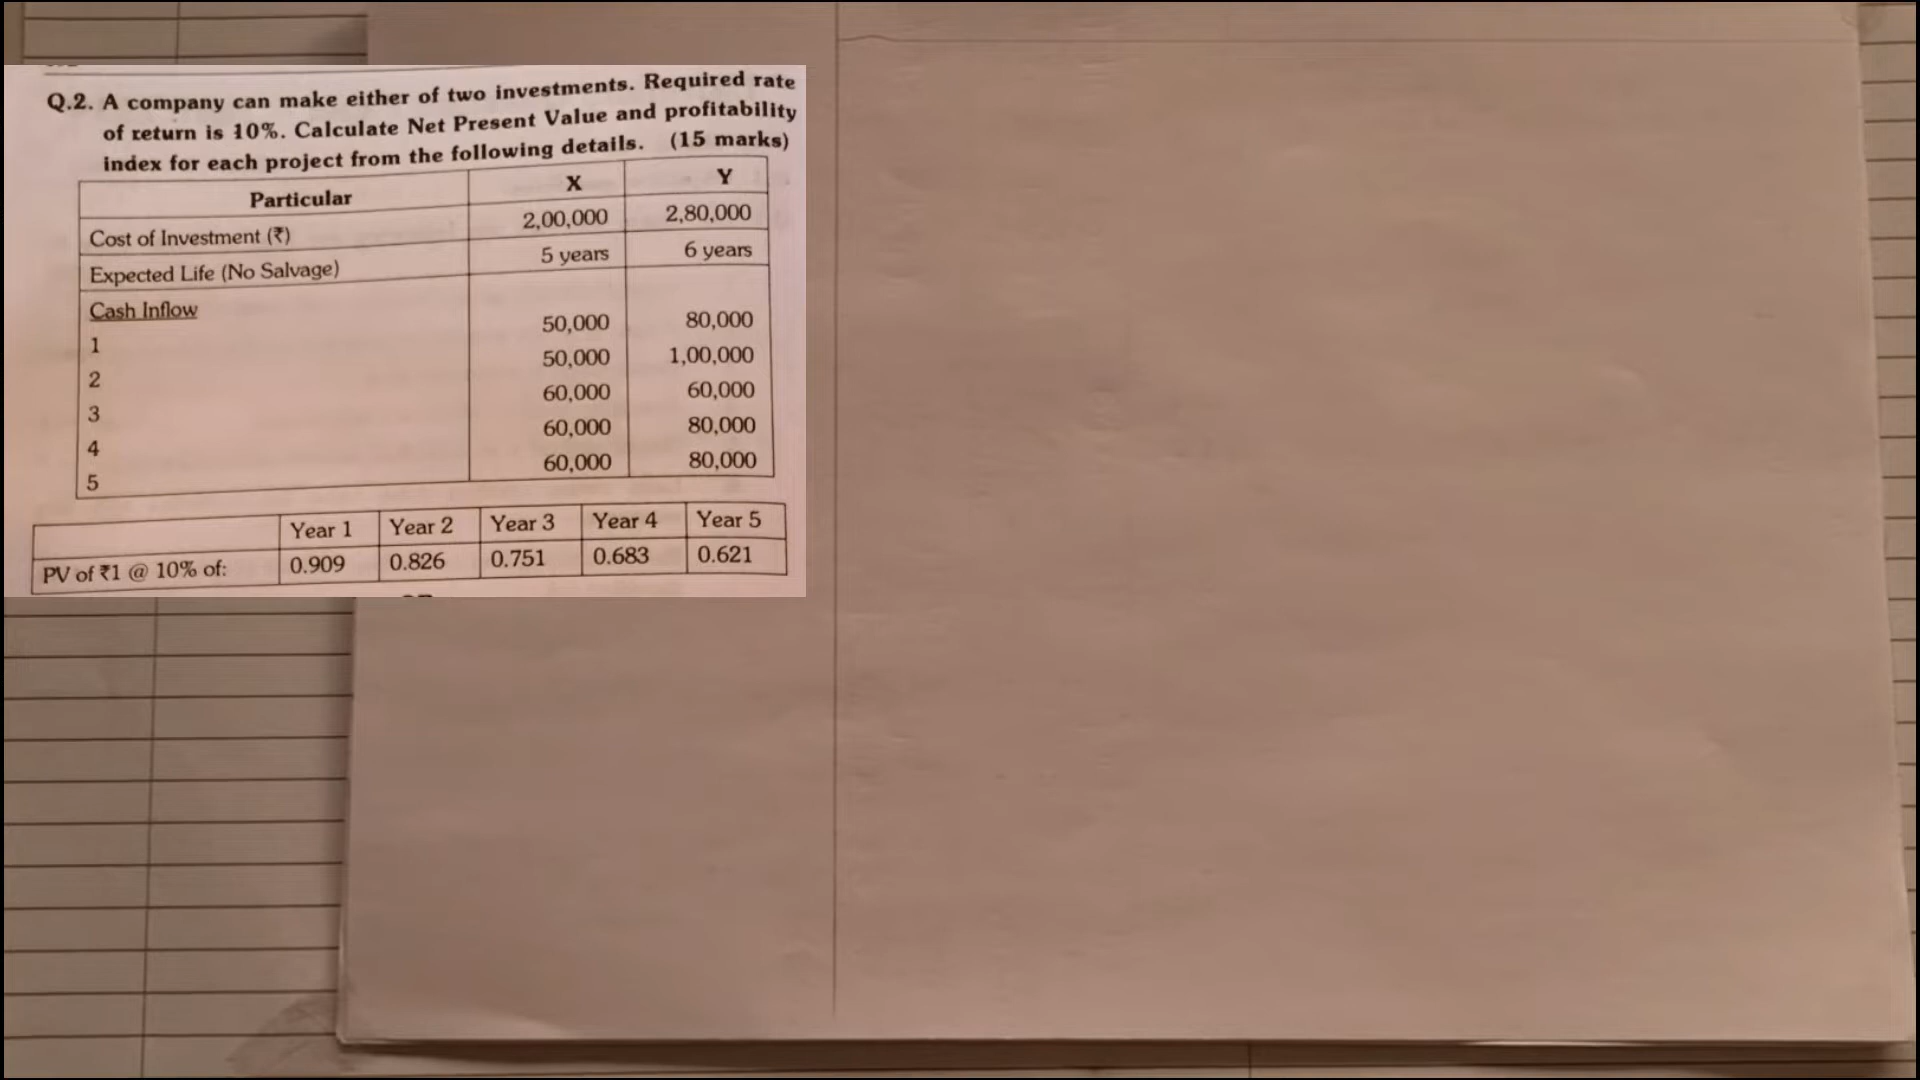 Q.2. A company can make either of two investments. Required rate
of return is 10%. Calculate Net Present Value and profitability
index for each project from the following details. (15 marks)
Particular X Y
Cost of Investment (₹) 2,00,000 2,80,000
Expected Life (No Salvage) 5 years 6 years
Cash Inflow
1 50,000 80,000
2 50,000 1,00,000
3 60,000 60,000
4 60,000 80,000
5 60,000 80,000
Year 1 Year 2 Year 3 Year 4 Year 5
PV of ₹1 @ 10% of: 0.909 0.826 0.751 0.683 0.621